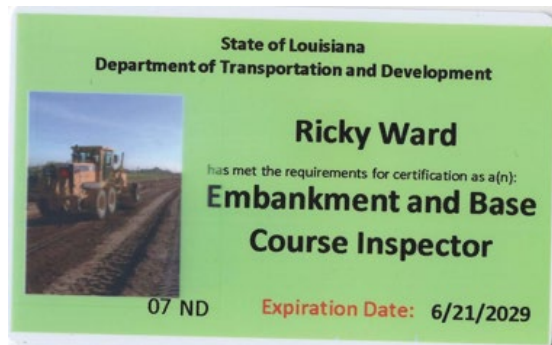 State of Louisiana
Department of Transportation and Development
Ricky Ward
has met the requirements for certification as a(n):
Embankment and Base
Course Inspector
07 ND
Expiration Date: 6/21/2029